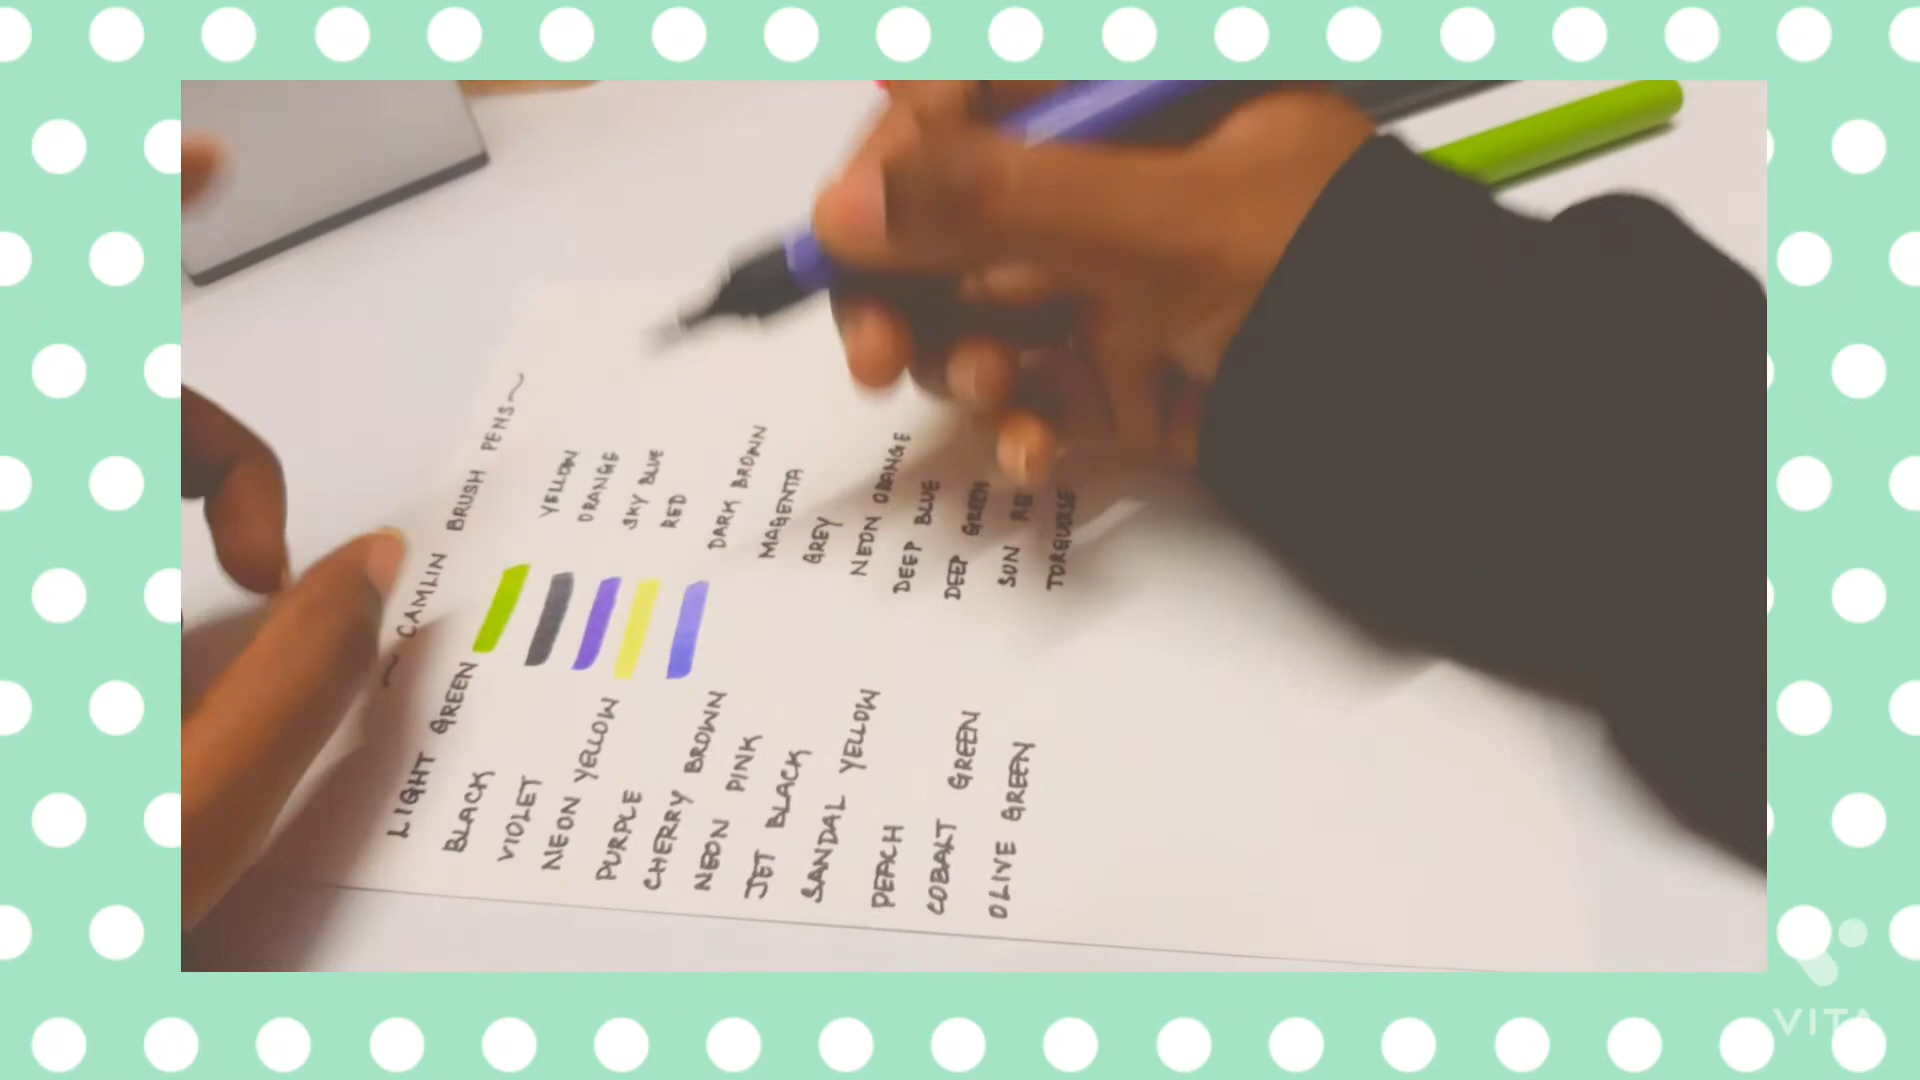 ~ CAMLIN BRUSH PENS ~
LIGHT GREEN
BLACK
VIOLET
NEON YELLOW
PURPLE
CHERRY BROWN
NEON PINK
JET BLACK
SANDAL YELLOW
PEACH
COBALT GREEN
OLIVE GREEN
YELLOW
ORANGE
SKY BLUE
RED
DARK BROWN
MAGENTA
GREY
NEON ORANGE
DEEP BLUE
DEEP GREEN
SUN RE
TORQUOISE
VITA